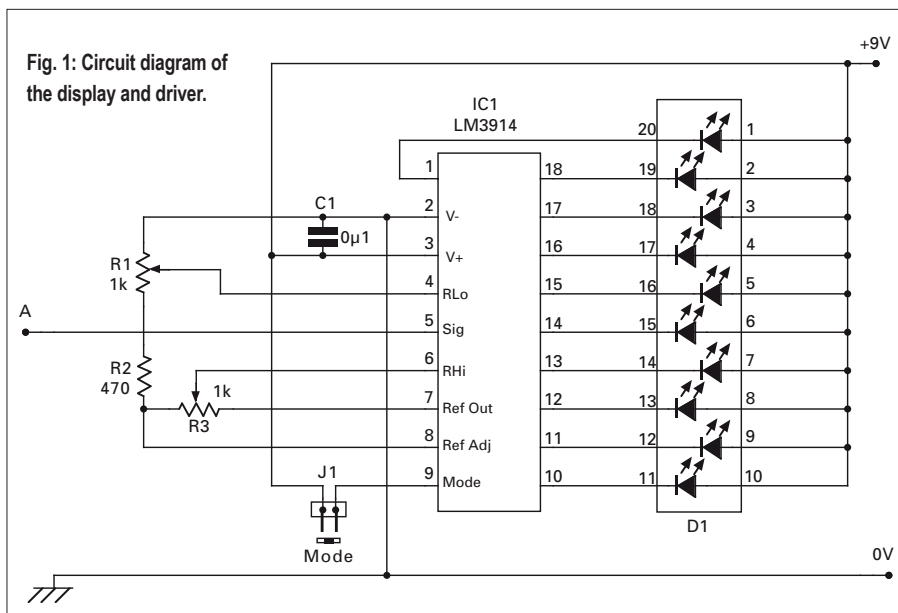 Fig. 1: Circuit diagram of
the display and driver.
+9V
IC1
LM3914
20 1
1 18 19 2
C1
2 V- 17 18 3
0µ1
3 V+ 16 17 4
R1
1k
4 RLo 15 16 5
A
5 Sig 14 15 6
R2
470
6 RHi 13 14 7
1k
7 Ref Out 12 13 8
R3
8 Ref Adj 11 12 9
J1
9 Mode 10 11 10
D1
Mode
0V